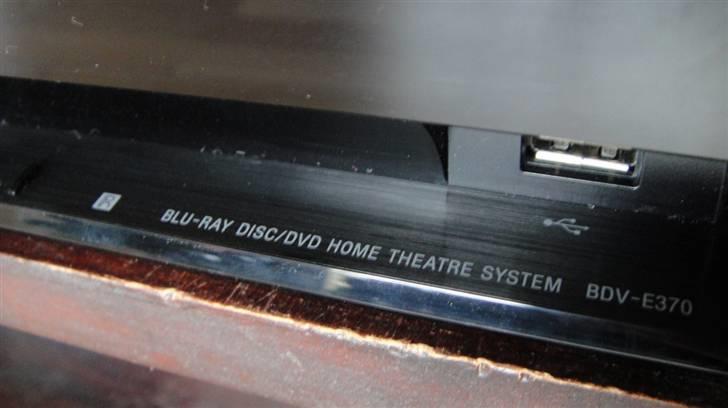 BLU-RAY DISC/DVD HOME THEATRE SYSTEM BDV-E370